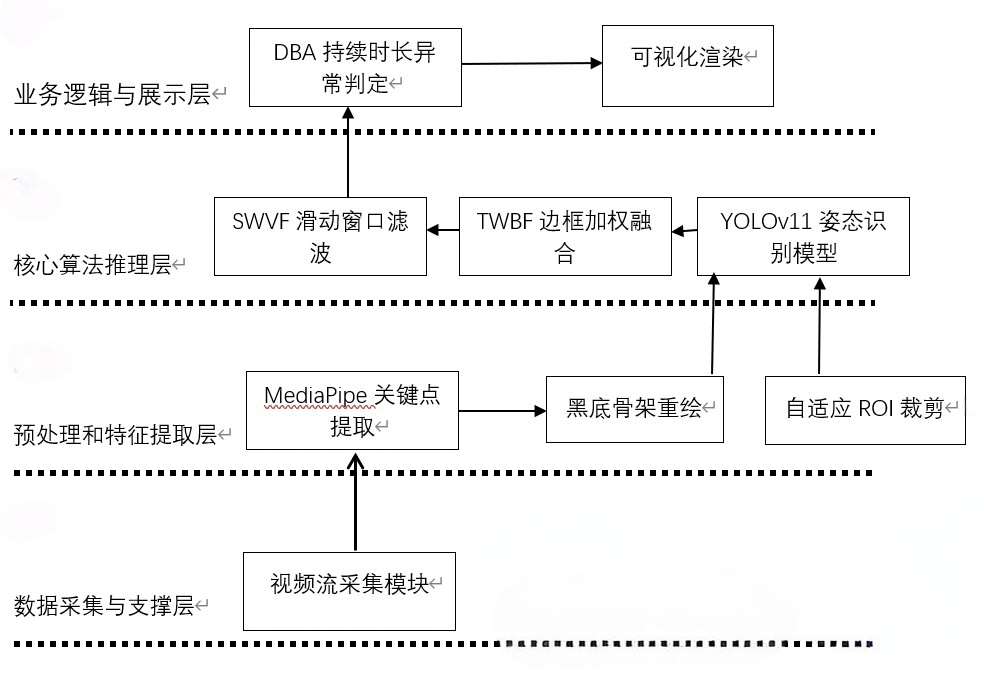 DBA 持续时长异
常判定↵
可视化渲染↵
业务逻辑与展示层↵
SWVF 滑动窗口滤
波
TWBF 边框加权融
合
YOLOv11 姿态识
别模型
核心算法推理层↵
MediaPipe 关键点
提取↵
黑底骨架重绘↵
自适应 ROI 裁剪↵
预处理和特征提取层↵
视频流采集模块↵
数据采集与支撑层↵